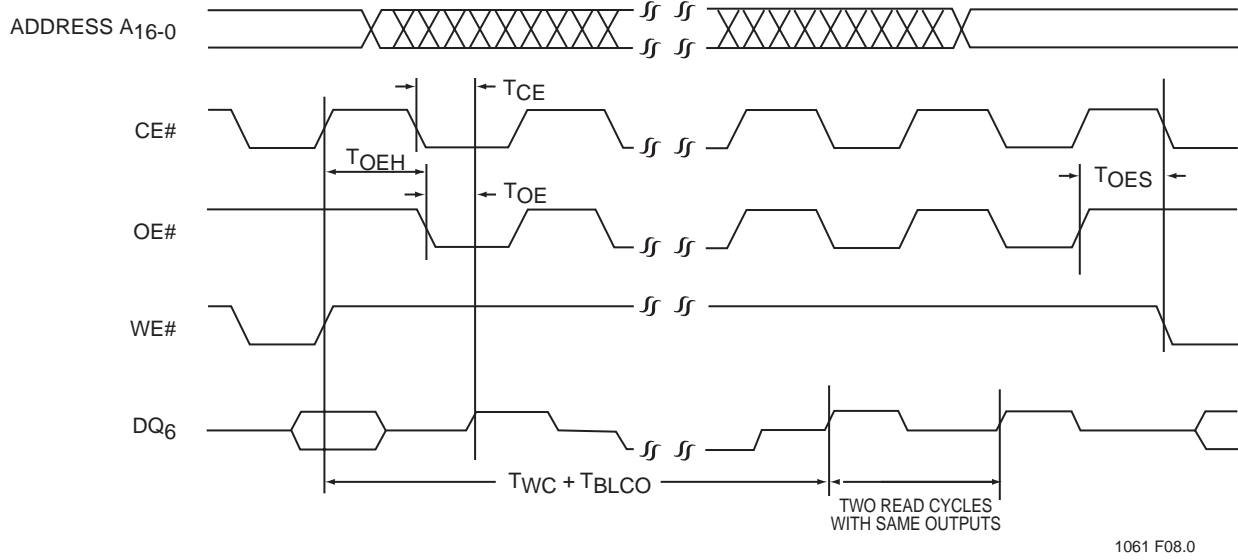 ADDRESS A16-0
TCE
CE#
TOEH
TOES
TOE
OE#
WE#
DQ6
TWC + TBLCO
TWO READ CYCLES
WITH SAME OUTPUTS
1061 F08.0